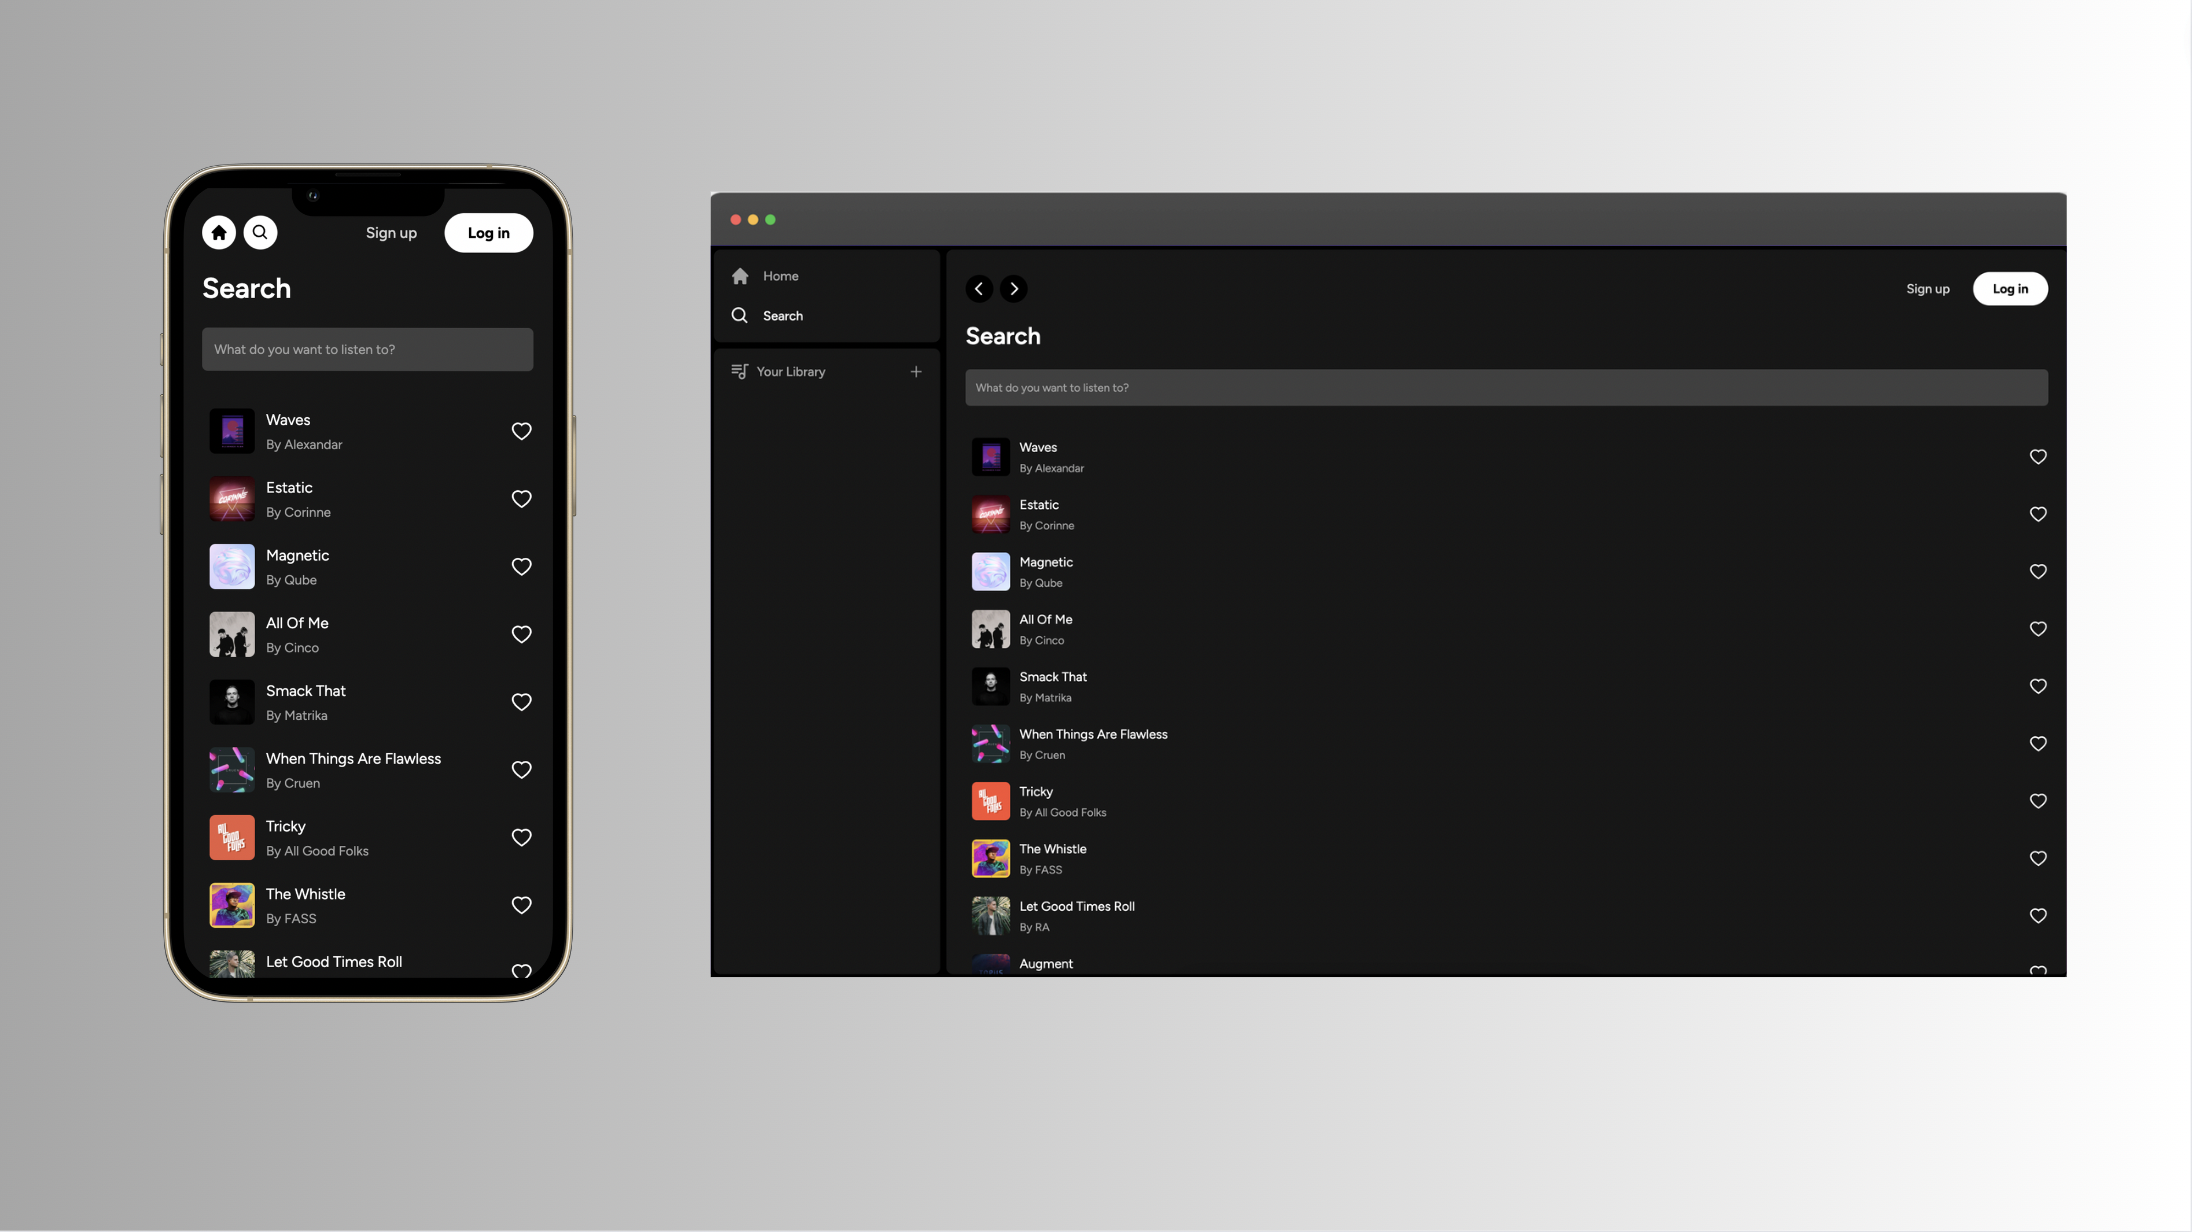 Sign up
Log in
Search
What do you want to listen to?
Waves
By Alexandar
Estatic
By Corinne
Magnetic
By Qube
All Of Me
By Cinco
Smack That
By Matrika
When Things Are Flawless
By Cruen
Tricky
By All Good Folks
The Whistle
By FASS
Let Good Times Roll
Home
Search
Your Library
Sign up
Log in
Search
What do you want to listen to?
Waves
By Alexandar
Estatic
By Corinne
Magnetic
By Qube
All Of Me
By Cinco
Smack That
By Matrika
When Things Are Flawless
By Cruen
Tricky
By All Good Folks
The Whistle
By FASS
Let Good Times Roll
By RA
Augment